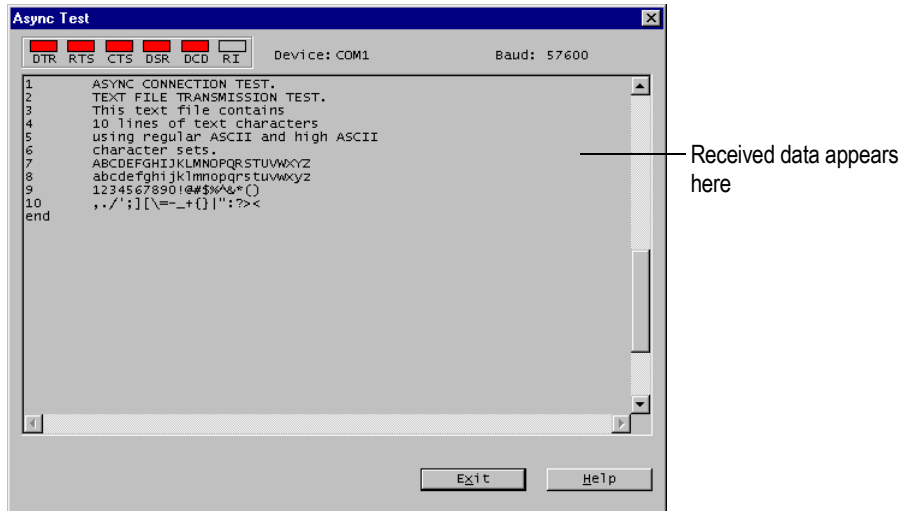 Async Test
DTR RTS CTS DSR DCD RI Device: COM1 Baud: 57600
1 ASYNC CONNECTION TEST.
2 TEXT FILE TRANSMISSION TEST.
3 This text file contains
4 10 lines of text characters
5 using regular ASCII and high ASCII
6 character sets.
7 ABCDEFGHIJKLMNOPQRSTUVWXYZ
8 abcdefghijklmnopqrstuvwxyz
9 1234567890!@#$%^&*()
10 ,./';][\=-_+{}|":?><
end
Received data appears
here
Exit Help